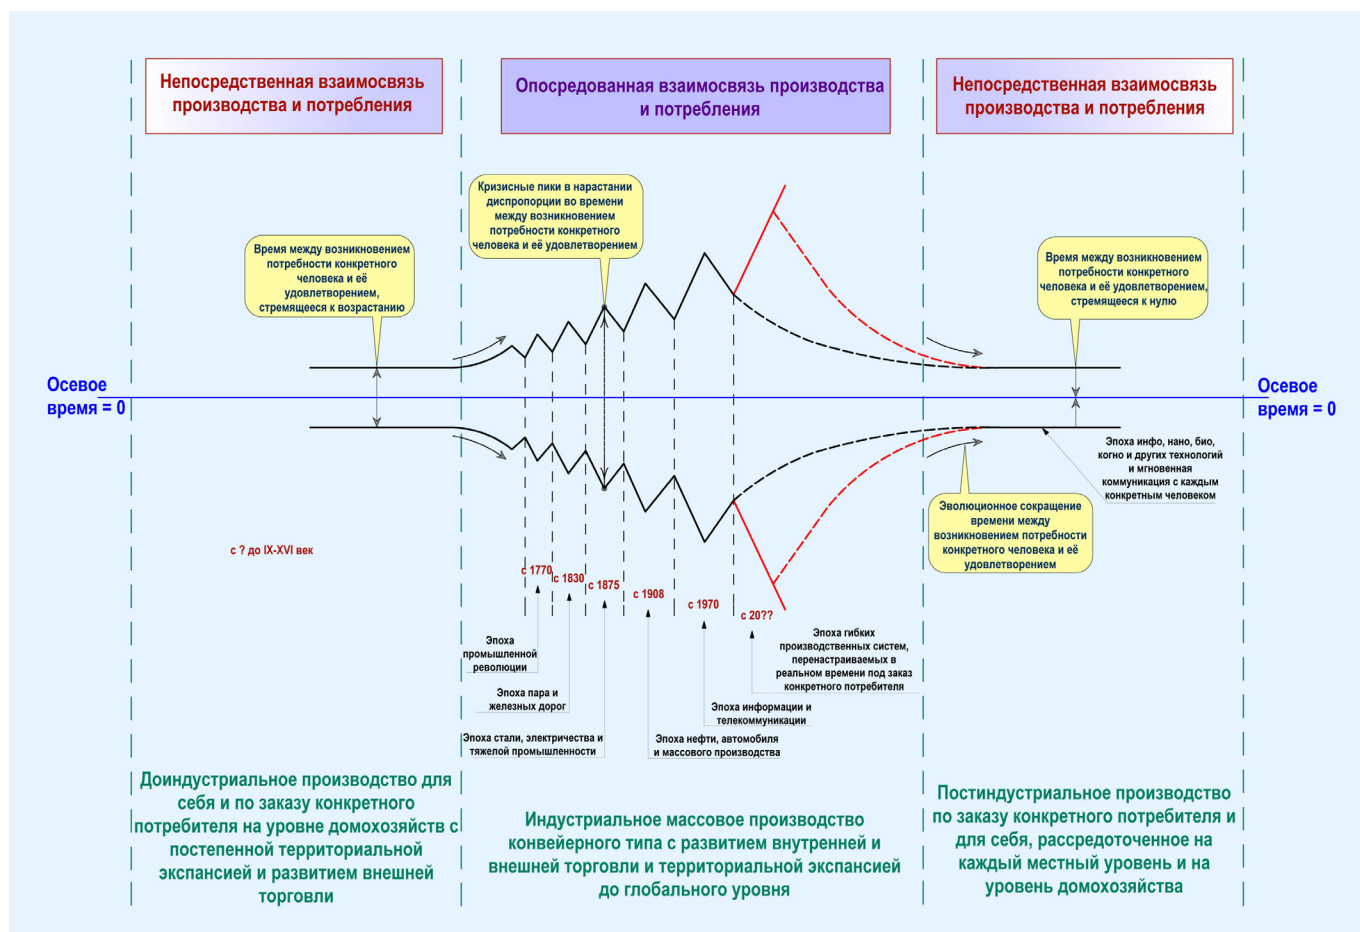 Непосредственная взаимосвязь
производства и потребления
Опосредованная взаимосвязь производства
и потребления
Непосредственная взаимосвязь
производства и потребления
Кризисные пики в нарастании
диспропорции во времени
между возникновением
потребности конкретного
человека и её удовлетворением
Время между возникновением
потребности конкретного
человека и её
удовлетворением,
стремящееся к возрастанию
Время между возникновением
потребности конкретного
человека и её удовлетворением,
стремящееся к нулю
Осевое
время = 0
Осевое
время = 0
Эпоха инфо, нано, био,
когно и других технологий
и мгновенная
коммуникация с каждым
конкретным человеком
Эволюционное сокращение
времени между
возникновением потребности
конкретного человека и её
удовлетворением
с ? до IX-XVI век
с 1770
с 1830
с 1875
с 1908
с 1970
с 20??
Эпоха
промышленной
революции
Эпоха пара и
железных дорог
Эпоха стали, электричества и
тяжелой промышленности
Эпоха нефти, автомобиля
и массового производства
Эпоха информации и
телекоммуникации
Эпоха гибких
производственных систем,
перенастраиваемых в
реальном времени под заказ
конкретного потребителя
Доиндустриальное производство для
себя и по заказу конкретного
потребителя на уровне домохозяйств с
постепенной территориальной
экспансией и развитием внешней
торговли
Индустриальное массовое производство
конвейерного типа с развитием внутренней и
внешней торговли и территориальной экспансией
до глобального уровня
Постиндустриальное производство
по заказу конкретного потребителя и
для себя, рассредоточенное на
каждый местный уровень и на
уровень домохозяйства